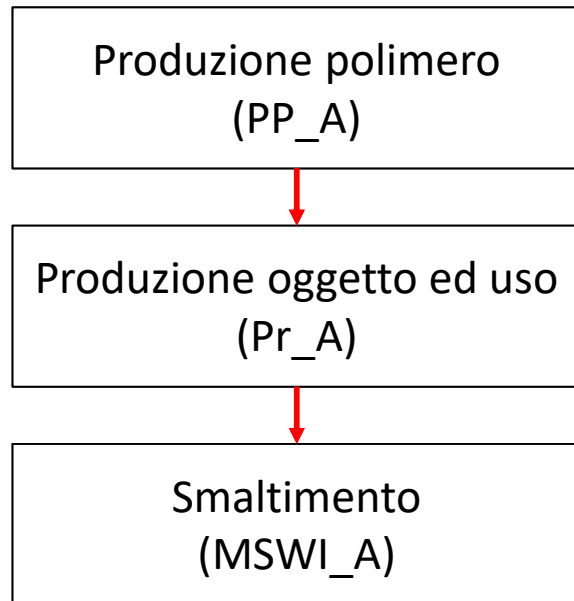 Produzione polimero
(PP_A)
Produzione oggetto ed uso
(Pr_A)
Smaltimento
(MSWI_A)